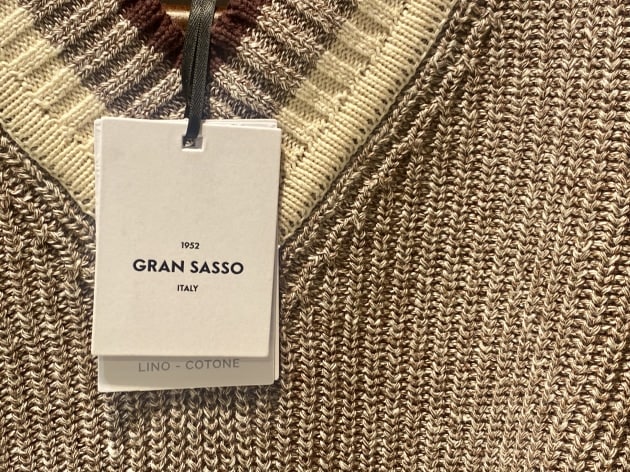 1952
GRAN SASSO
ITALY
LINO - COTONE